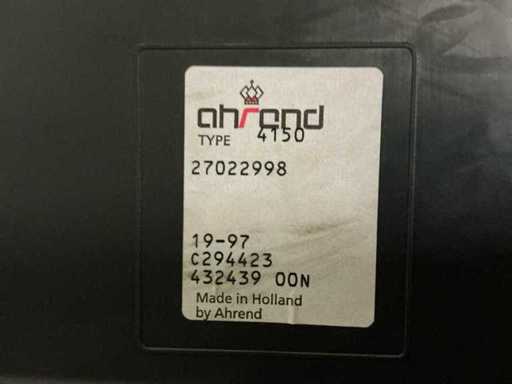 ahrend
TYPE 4150
27022998
19-97
C294423
432439 00N
Made in Holland
by Ahrend